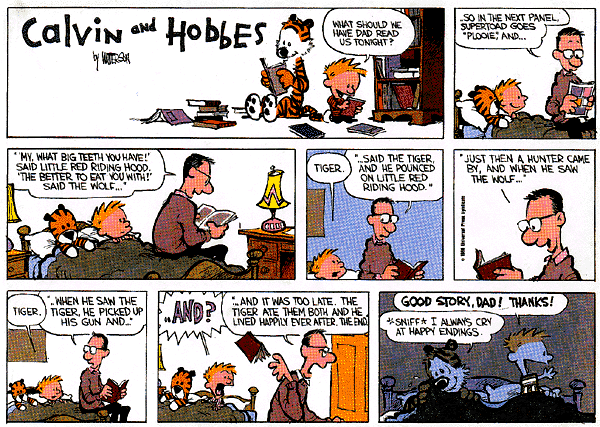 Calvin and Hobbes
by WATTERSON
WHAT SHOULD WE
HAVE DAD READ
US TONIGHT?
..SO IN THE NEXT PANEL,
SUPERTOAD GOES
"PLOOIE," AND...
"'MY, WHAT BIG TEETH YOU HAVE!'
SAID LITTLE RED RIDING HOOD.
'THE BETTER TO EAT YOU WITH!'
SAID THE WOLF..."
TIGER.
"..SAID THE TIGER,
AND HE POUNCED
ON LITTLE RED
RIDING HOOD."
"JUST THEN A HUNTER CAME
BY, AND WHEN HE SAW
THE WOLF..."
© 1986 Universal Press Syndicate
TIGER.
"..WHEN HE SAW THE
TIGER, HE PICKED UP
HIS GUN AND..."
..AND?
"..AND IT WAS TOO LATE. THE
TIGER ATE THEM BOTH AND HE
LIVED HAPPILY EVER AFTER. THE END.
GOOD STORY, DAD! THANKS!
*SNIFF* I ALWAYS CRY
AT HAPPY ENDINGS.